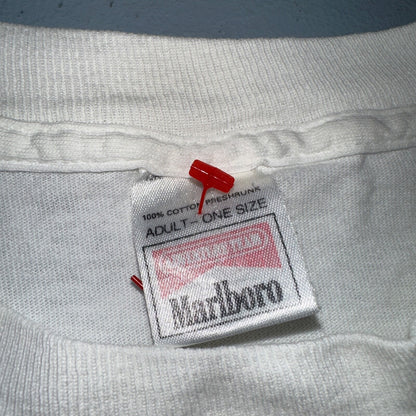 100% COTTON PRESHRUNK
ADULT - ONE SIZE
Marlboro